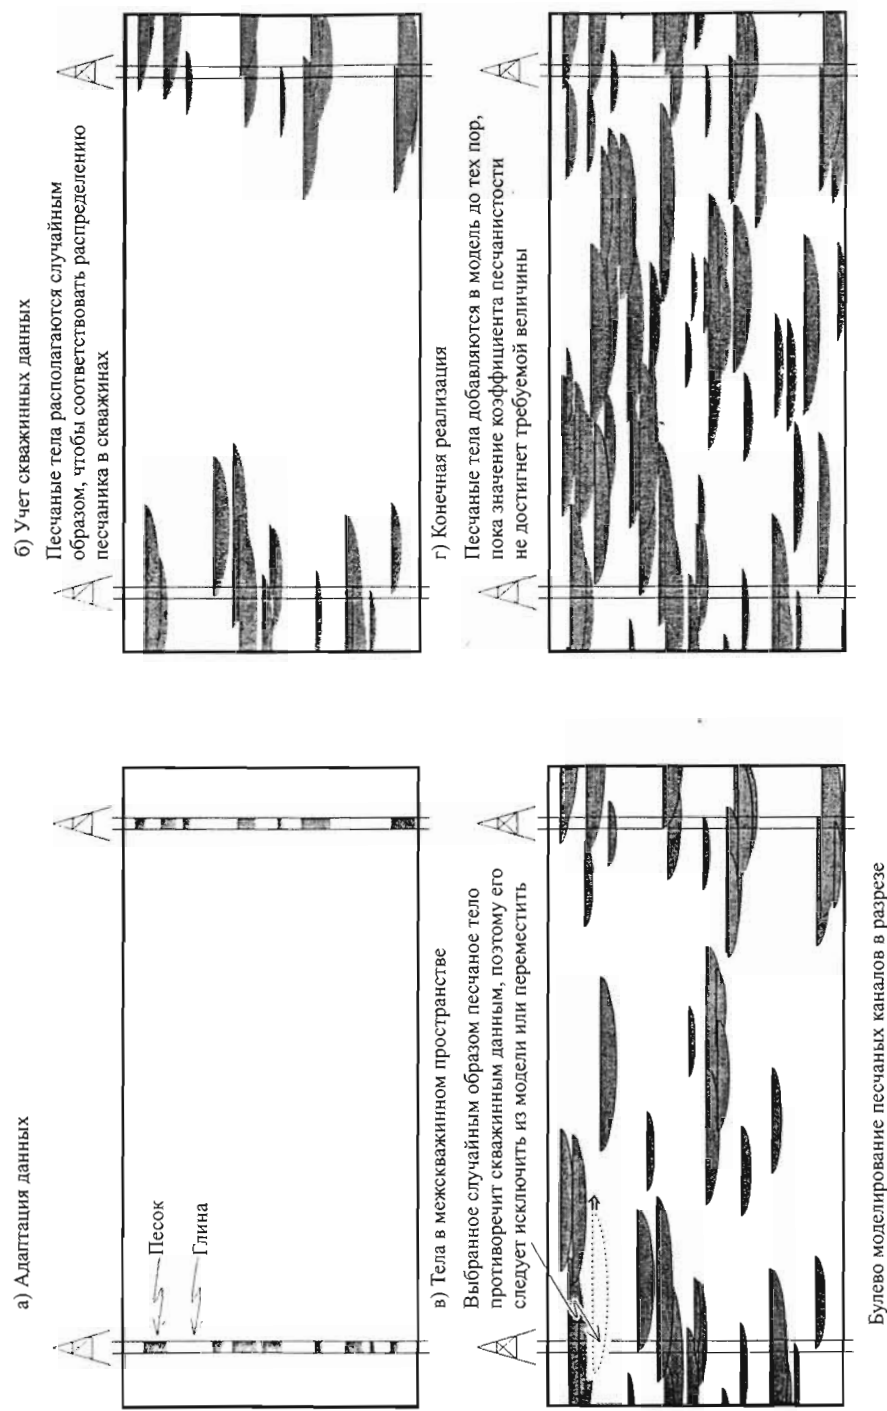 а) Адаптация данных
Песок
Глина
б) Учет скважинных данных
Песчаные тела располагаются случайным
образом, чтобы соответствовать распределению
песчаника в скважинах
в) Тела в межскважинном пространстве
Выбранное случайным образом песчаное тело
противоречит скважинным данным, поэтому его
следует исключить из модели или переместить
г) Конечная реализация
Песчаные тела добавляются в модель до тех пор,
пока значение коэффициента песчанистости
не достигнет требуемой величины
Булево моделирование песчаных каналов в разрезе